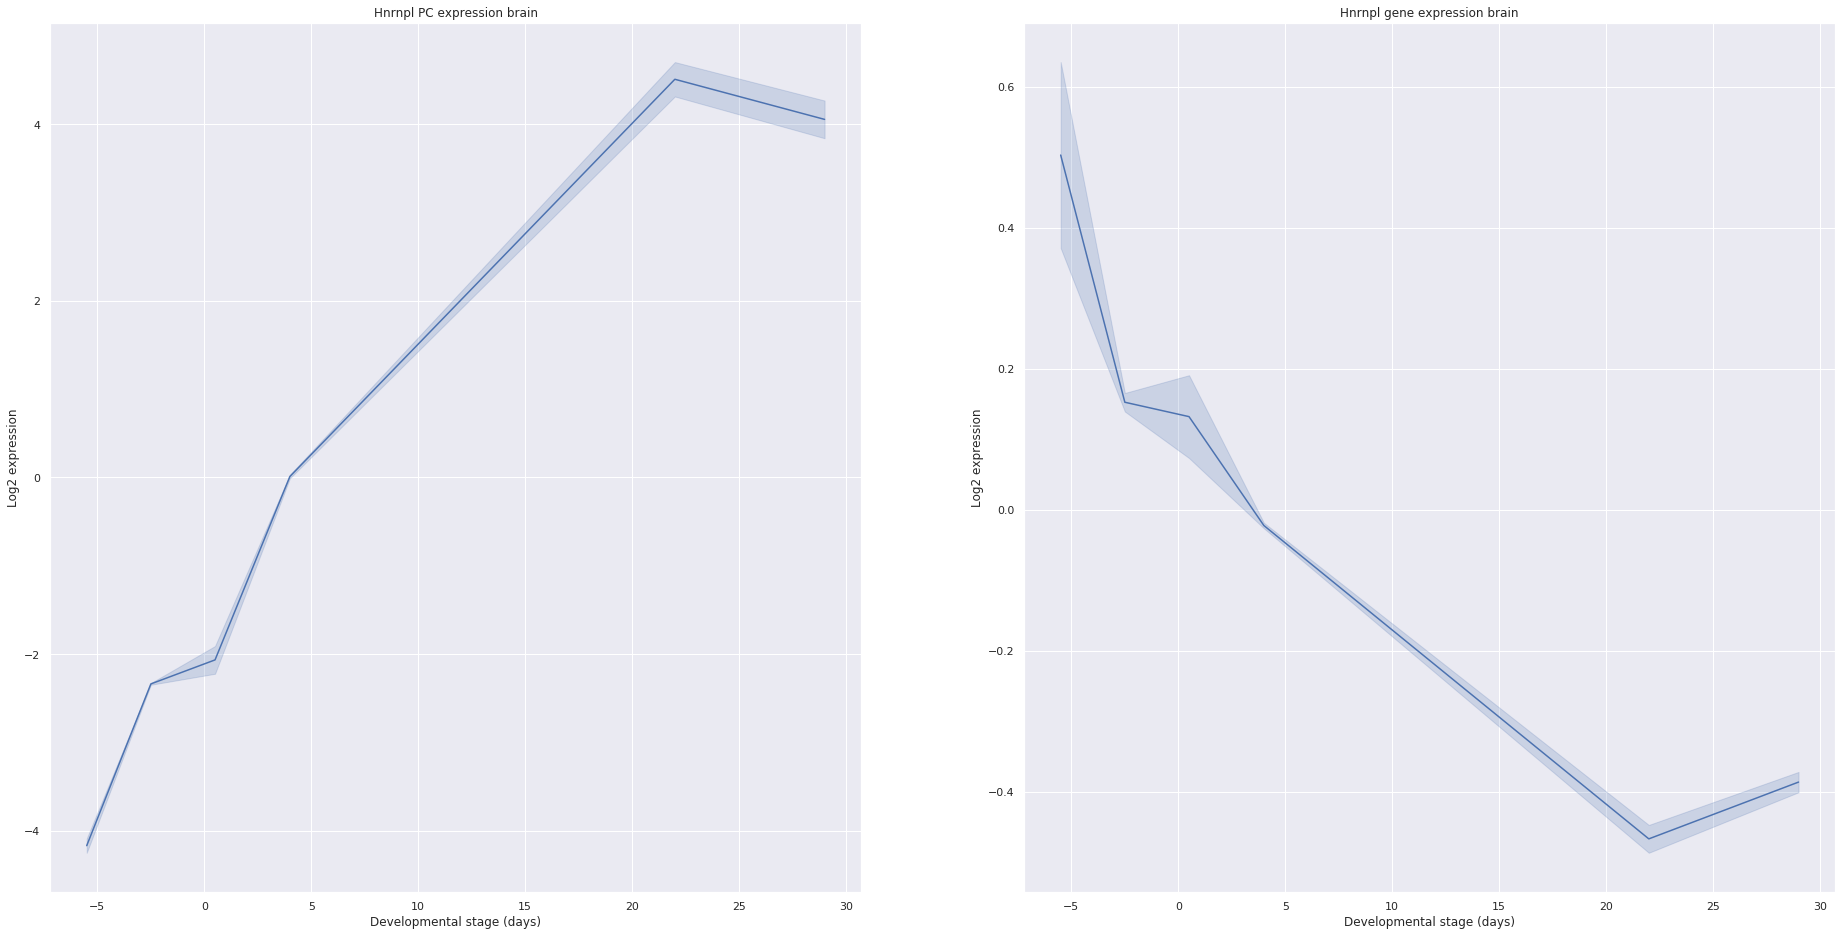 Hnrnpl PC expression brain
Log2 expression
4
2
0
−2
−4
−5 0 5 10 15 20 25 30
Developmental stage (days)
Hnrnpl gene expression brain
Log2 expression
0.6
0.4
0.2
0.0
−0.2
−0.4
−5 0 5 10 15 20 25 30
Developmental stage (days)